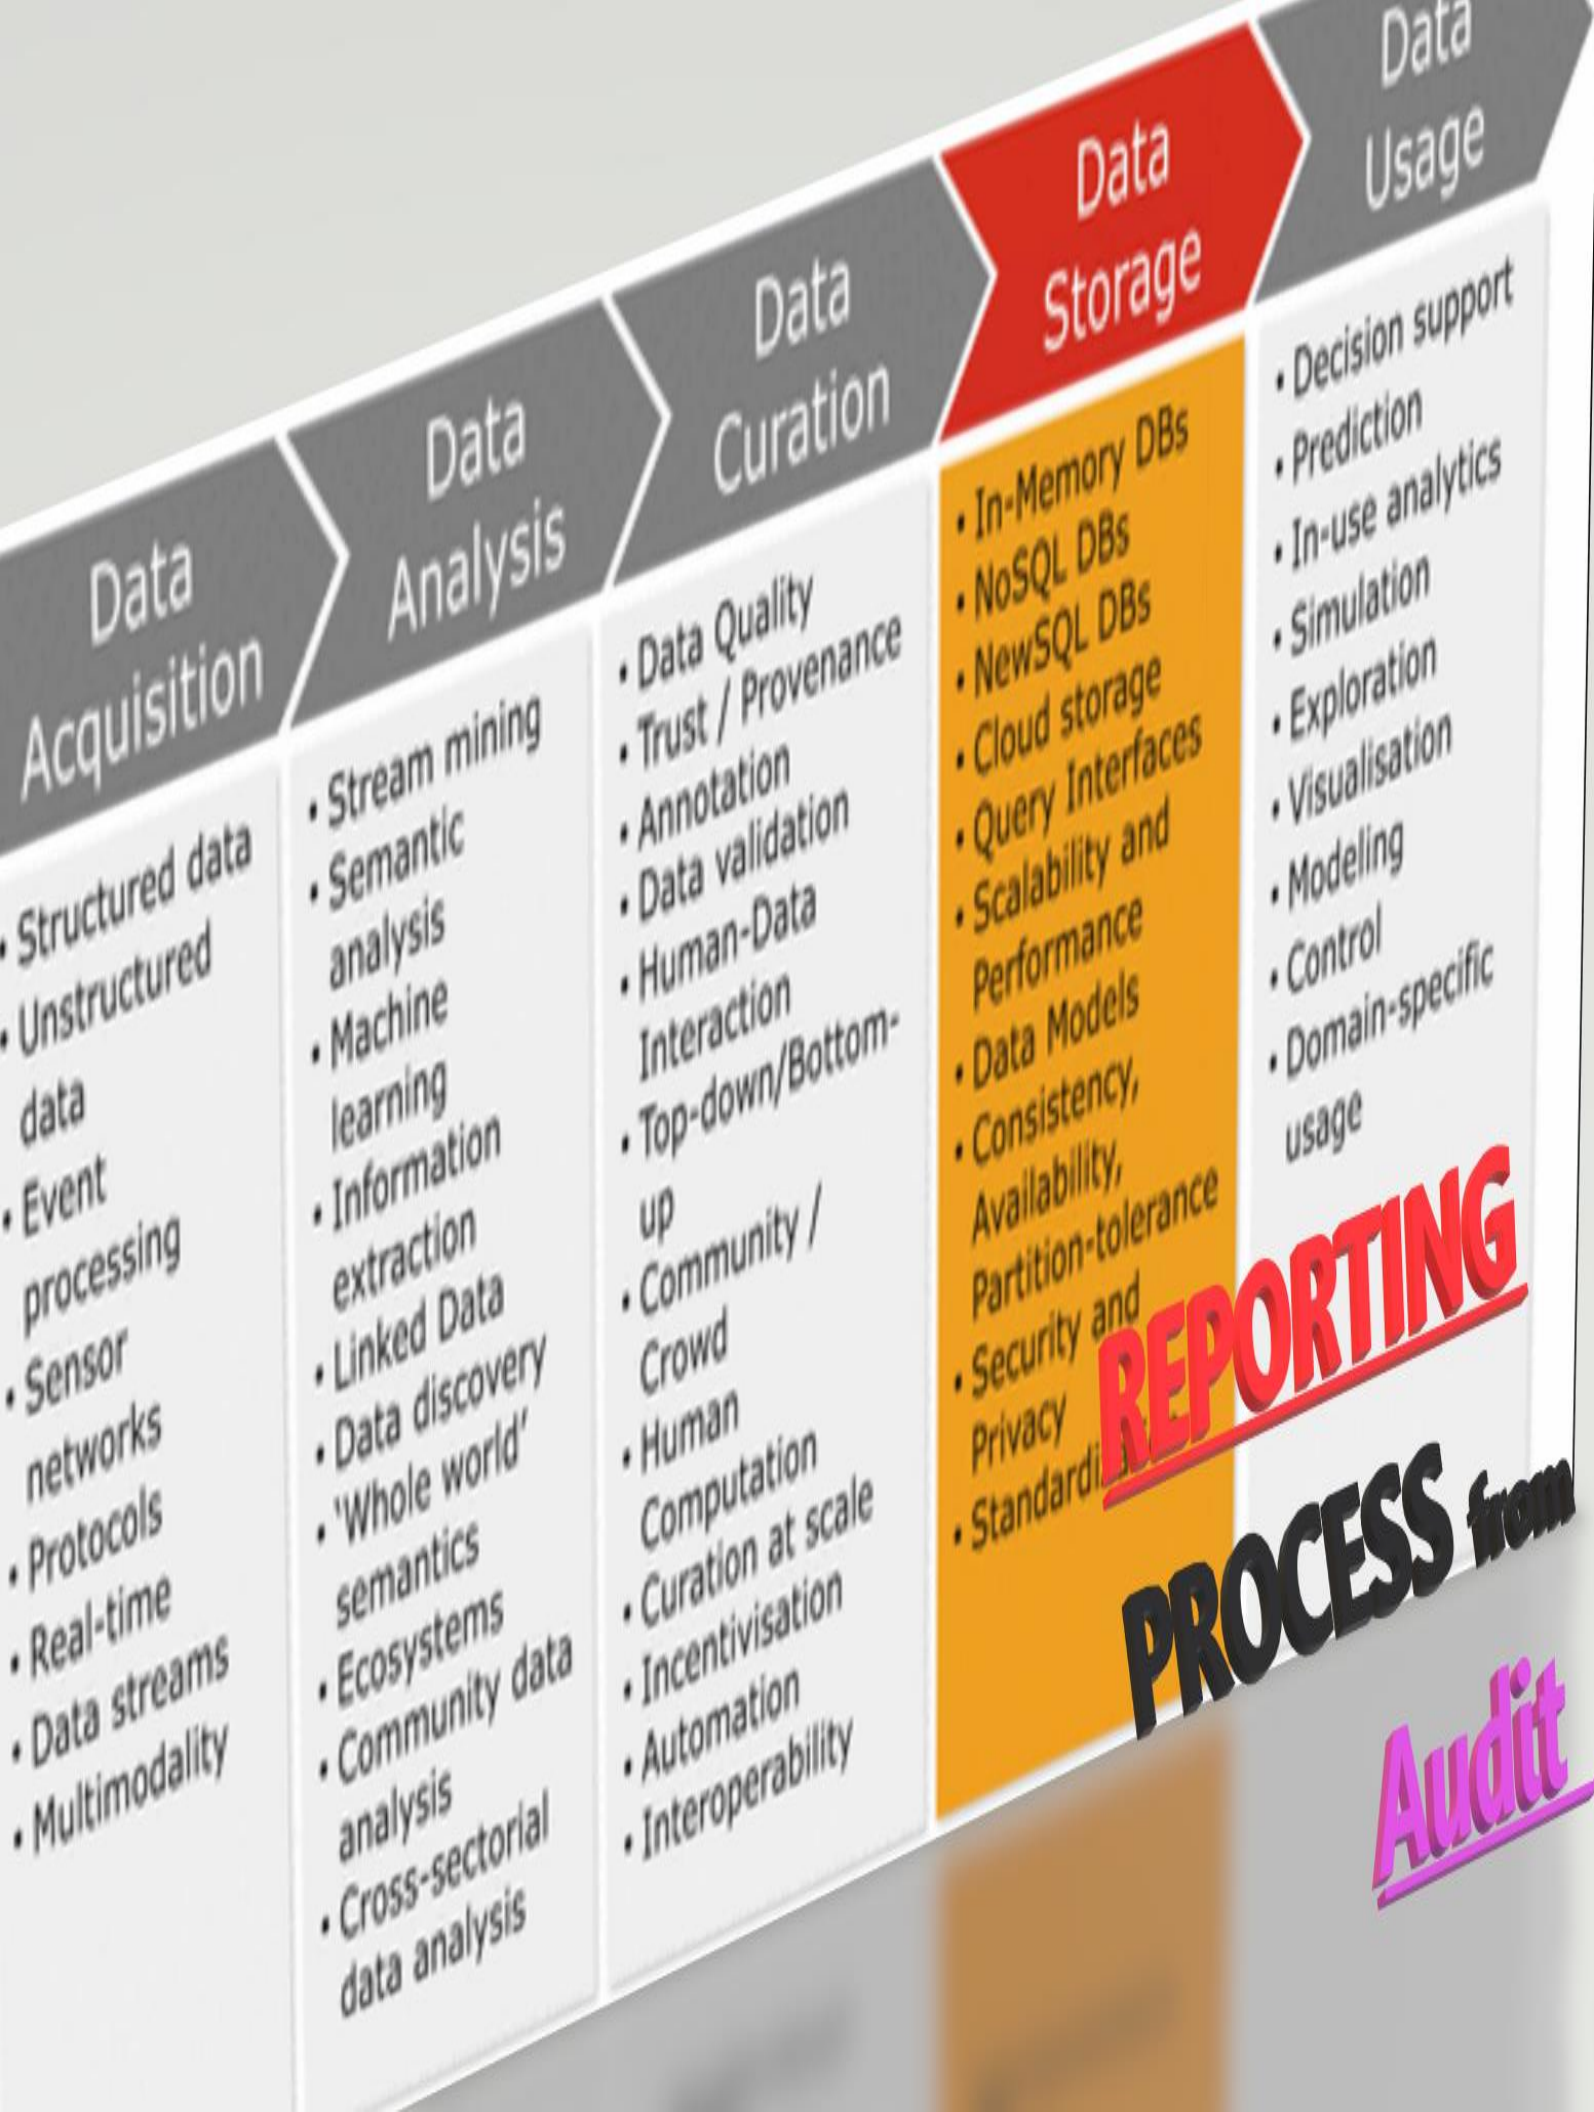 Data
Acquisition
• Structured data
• Unstructured
data
• Event
processing
• Sensor
networks
• Protocols
• Real-time
• Data streams
• Multimodality
Data
Analysis
• Stream mining
• Semantic
analysis
• Machine
learning
• Information
extraction
• Linked Data
• Data discovery
• 'Whole world'
semantics
• Ecosystems
• Community data
analysis
• Cross-sectorial
data analysis
Data
Curation
• Data Quality
• Trust / Provenance
• Annotation
• Data validation
• Human-Data
Interaction
• Top-down/Bottom-
up
• Community /
Crowd
• Human
Computation
• Curation at scale
• Incentivisation
• Automation
• Interoperability
Data
Storage
• In-Memory DBs
• NoSQL DBs
• NewSQL DBs
• Cloud storage
• Query Interfaces
• Scalability and
Performance
• Data Models
• Consistency,
Availability,
Partition-tolerance
• Security and
Privacy
Data
Usage
• Decision support
• Prediction
• In-use analytics
• Simulation
• Exploration
• Visualisation
• Modeling
• Control
• Domain-specific
usage
REPORTING
PROCESS from
Audit